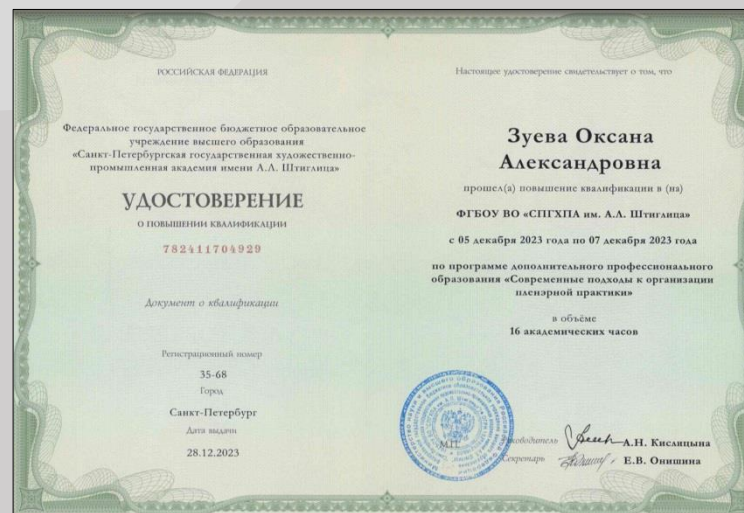 РОССИЙСКАЯ ФЕДЕРАЦИЯ
Федеральное государственное бюджетное образовательное
учреждение высшего образования
«Санкт-Петербургская государственная художественно-
промышленная академия имени А.Л. Штиглица»
УДОСТОВЕРЕНИЕ
О ПОВЫШЕНИИ КВАЛИФИКАЦИИ
782411704929
Документ о квалификации
Регистрационный номер
35-68
Город
Санкт-Петербург
Дата выдачи
28.12.2023
Настоящее удостоверение свидетельствует о том, что
Зуева Оксана
Александровна
прошел(а) повышение квалификации в (на)
ФГБОУ ВО «СПГХПА им. А.Л. Штиглица»
с 05 декабря 2023 года по 07 декабря 2023 года
по программе дополнительного профессионального
образования «Современные подходы к организации
пленэрной практики»
в объёме
16 академических часов
М.П.
Руководитель А.Н. Кислицына
Секретарь Е.В. Онишина